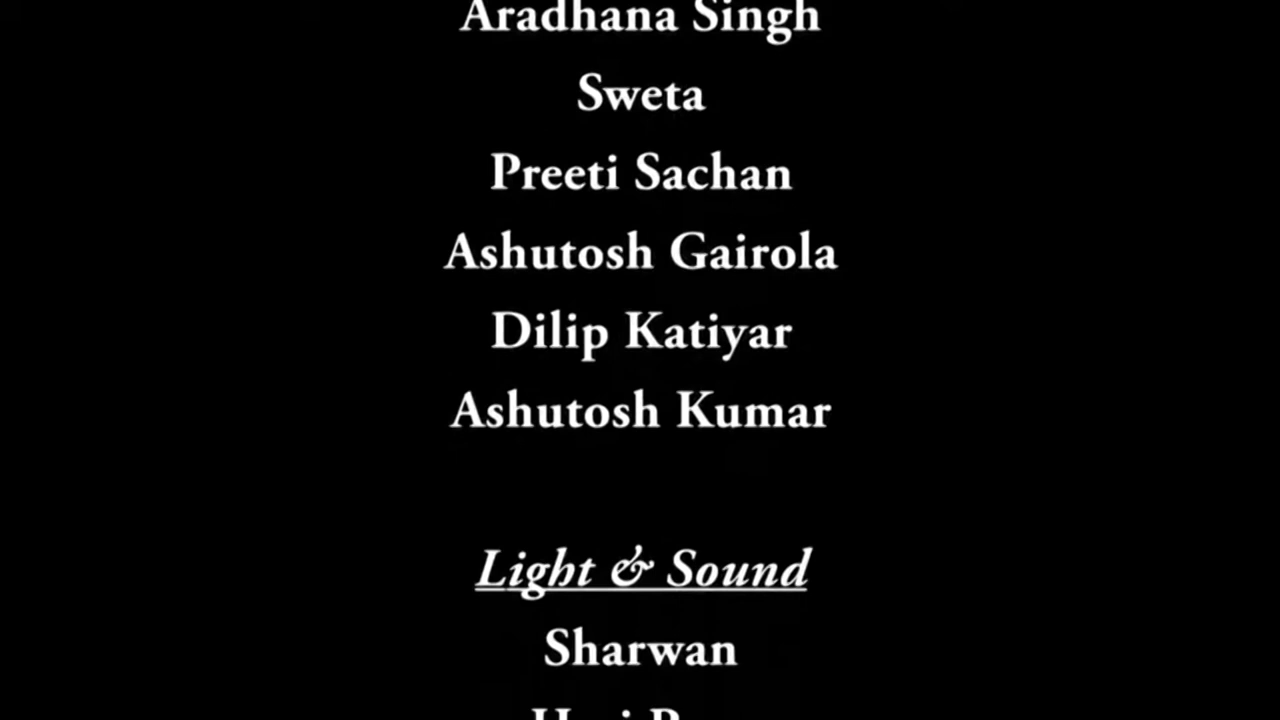 Aradhana Singh
Sweta
Preeti Sachan
Ashutosh Gairola
Dilip Katiyar
Ashutosh Kumar
Light & Sound
Sharwan